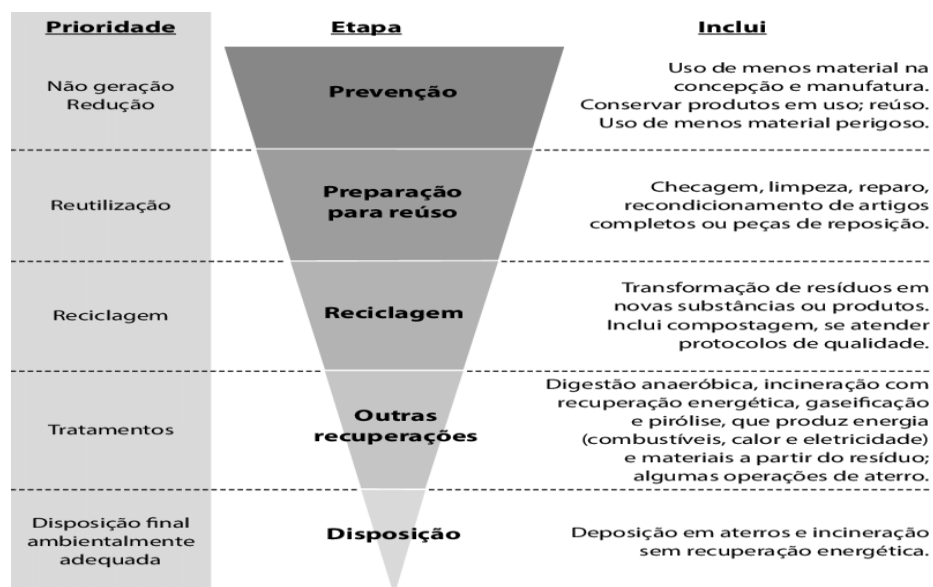 Prioridade
Etapa
Inclui
Não geração
Redução
Prevenção
Uso de menos material na
concepção e manufatura.
Conservar produtos em uso; reúso.
Uso de menos material perigoso.
Reutilização
Preparação
para reúso
Checagem, limpeza, reparo,
recondicionamento de artigos
completos ou peças de reposição.
Reciclagem
Reciclagem
Transformação de resíduos em
novas substâncias ou produtos.
Inclui compostagem, se atender
protocolos de qualidade.
Tratamentos
Outras
recuperações
Digestão anaeróbica, incineração com
recuperação energética, gaseificação
e pirólise, que produz energia
(combustíveis, calor e eletricidade)
e materiais a partir do resíduo;
algumas operações de aterro.
Disposição final
ambientalmente
adequada
Disposição
Deposição em aterros e incineração
sem recuperação energética.